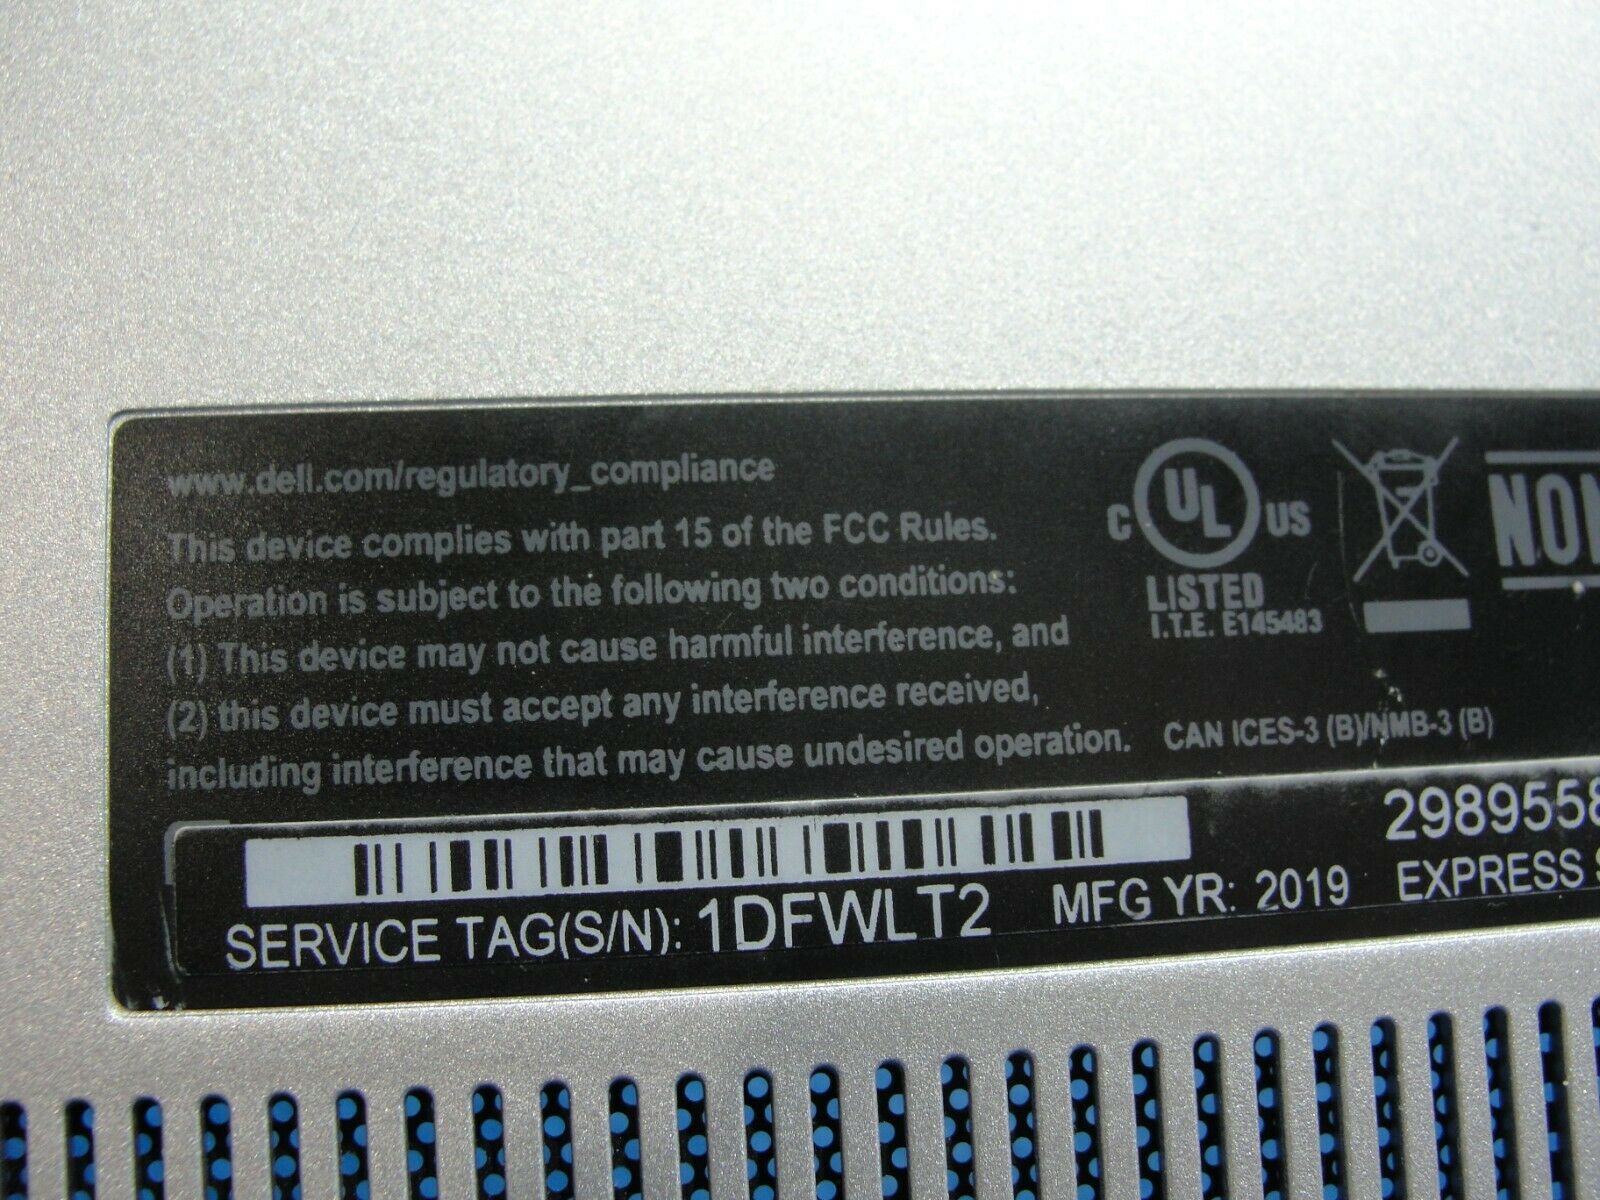 www.dell.com/regulatory_compliance
This device complies with part 15 of the FCC Rules.
Operation is subject to the following two conditions:
(1) This device may not cause harmful interference, and
(2) this device must accept any interference received,
including interference that may cause undesired operation.
C UL US
LISTED
I.T.E. E145483
NOM
CAN ICES-3 (B)/NMB-3 (B)
SERVICE TAG(S/N): 1DFWLT2
MFG YR: 2019
2989558
EXPRESS S